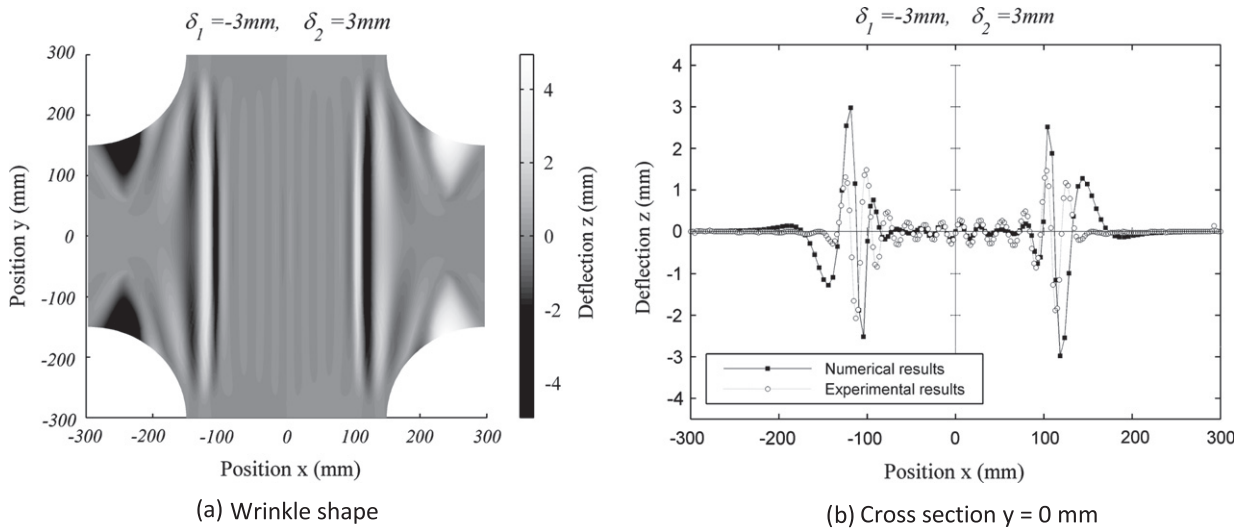 δ1 =-3mm, δ2 =3mm
300
200
100
0
-100
-200
-300
Position y (mm)
-200 -100 0 100 200 300
Position x (mm)
4
2
0
-2
-4
Deflection z (mm)
(a) Wrinkle shape
δ1 =-3mm, δ2 =3mm
4
3
2
1
0
-1
-2
-3
-4
Deflection z (mm)
Numerical results
Experimental results
-300 -200 -100 0 100 200 300
Position x (mm)
(b) Cross section y = 0 mm